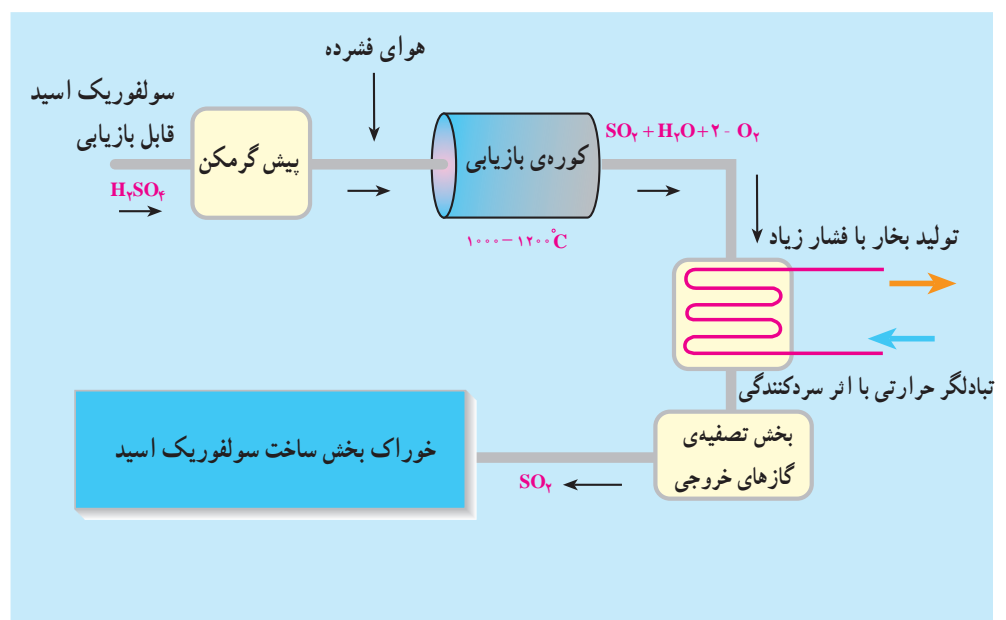 هوای فشرده
سولفوریک اسید
قابل بازیابی
H۲SO۴
پیش گرمکن
کوره‌ی بازیابی
۱۰۰۰-۱۲۰۰°C
SO۲+H۲O+۲- O۲
تولید بخار با فشار زیاد
تبادلگر حرارتی با اثر سردکنندگی
بخش تصفیه‌ی
گازهای خروجی
SO۲
خوراک بخش ساخت سولفوریک اسید